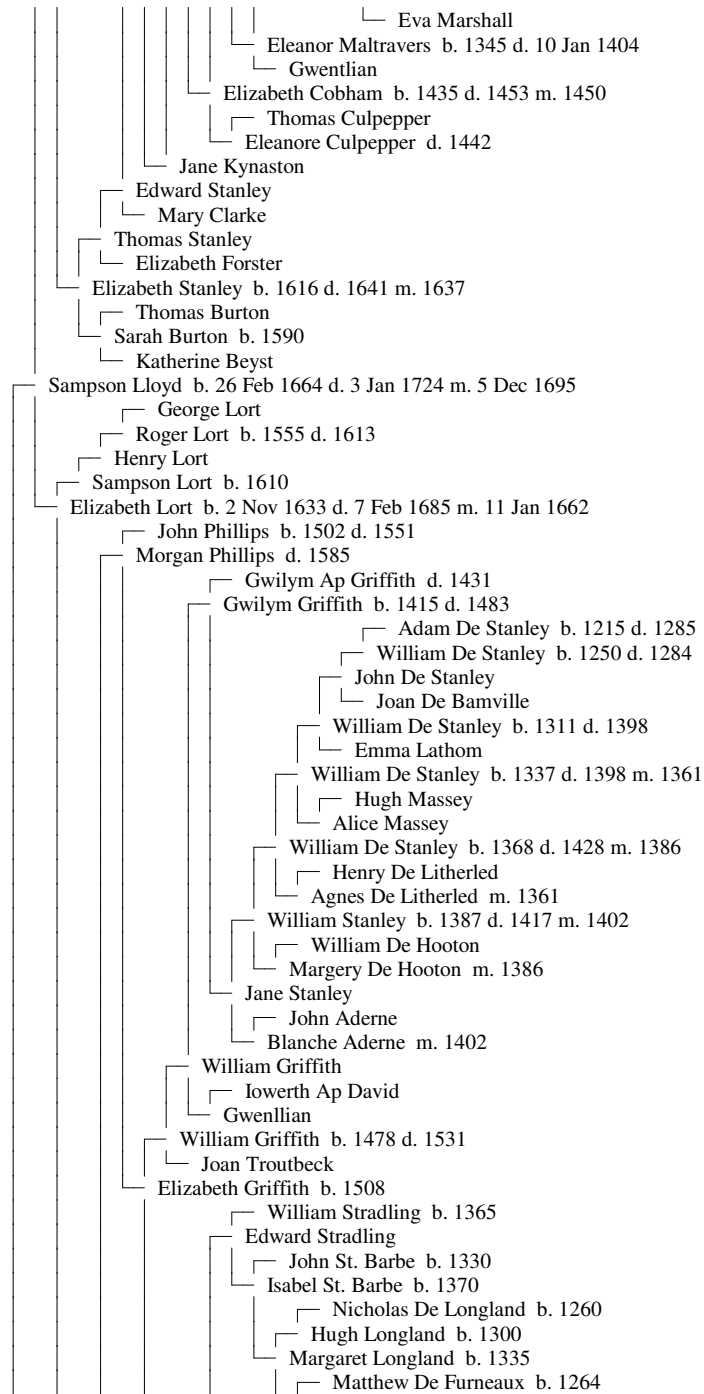 Eva Marshall
Eleanor Maltravers b. 1345 d. 10 Jan 1404
Gwentlian
Elizabeth Cobham b. 1435 d. 1453 m. 1450
Thomas Culpepper
Eleanore Culpepper d. 1442
Jane Kynaston
Edward Stanley
Mary Clarke
Thomas Stanley
Elizabeth Forster
Elizabeth Stanley b. 1616 d. 1641 m. 1637
Thomas Burton
Sarah Burton b. 1590
Katherine Beyst
Sampson Lloyd b. 26 Feb 1664 d. 3 Jan 1724 m. 5 Dec 1695
George Lort
Roger Lort b. 1555 d. 1613
Henry Lort
Sampson Lort b. 1610
Elizabeth Lort b. 2 Nov 1633 d. 7 Feb 1685 m. 11 Jan 1662
John Phillips b. 1502 d. 1551
Morgan Phillips d. 1585
Gwilym Ap Griffith d. 1431
Gwilym Griffith b. 1415 d. 1483
Adam De Stanley b. 1215 d. 1285
William De Stanley b. 1250 d. 1284
John De Stanley
Joan De Bamville
William De Stanley b. 1311 d. 1398
Emma Lathom
William De Stanley b. 1337 d. 1398 m. 1361
Hugh Massey
Alice Massey
William De Stanley b. 1368 d. 1428 m. 1386
Henry De Litherled
Agnes De Litherled m. 1361
William Stanley b. 1387 d. 1417 m. 1402
William De Hooton
Margery De Hooton m. 1386
Jane Stanley
John Aderne
Blanche Aderne m. 1402
William Griffith
Iowerth Ap David
Gwenllian
William Griffith b. 1478 d. 1531
Joan Troutbeck
Elizabeth Griffith b. 1508
William Stradling b. 1365
Edward Stradling
John St. Barbe b. 1330
Isabel St. Barbe b. 1370
Nicholas De Longland b. 1260
Hugh Longland b. 1300
Margaret Longland b. 1335
Matthew De Furneaux b. 1264